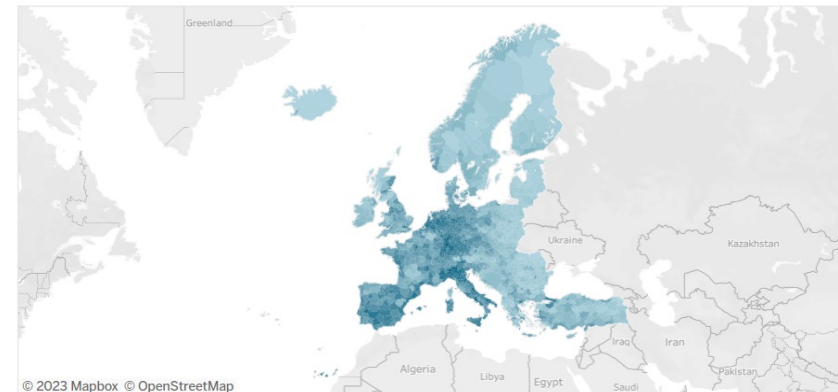 Greenland
Ukraine
Kazakhstan
Iraq
Iran
Algeria
Libya
Egypt
Saudi
Pakistan
© 2023 Mapbox © OpenStreetMap